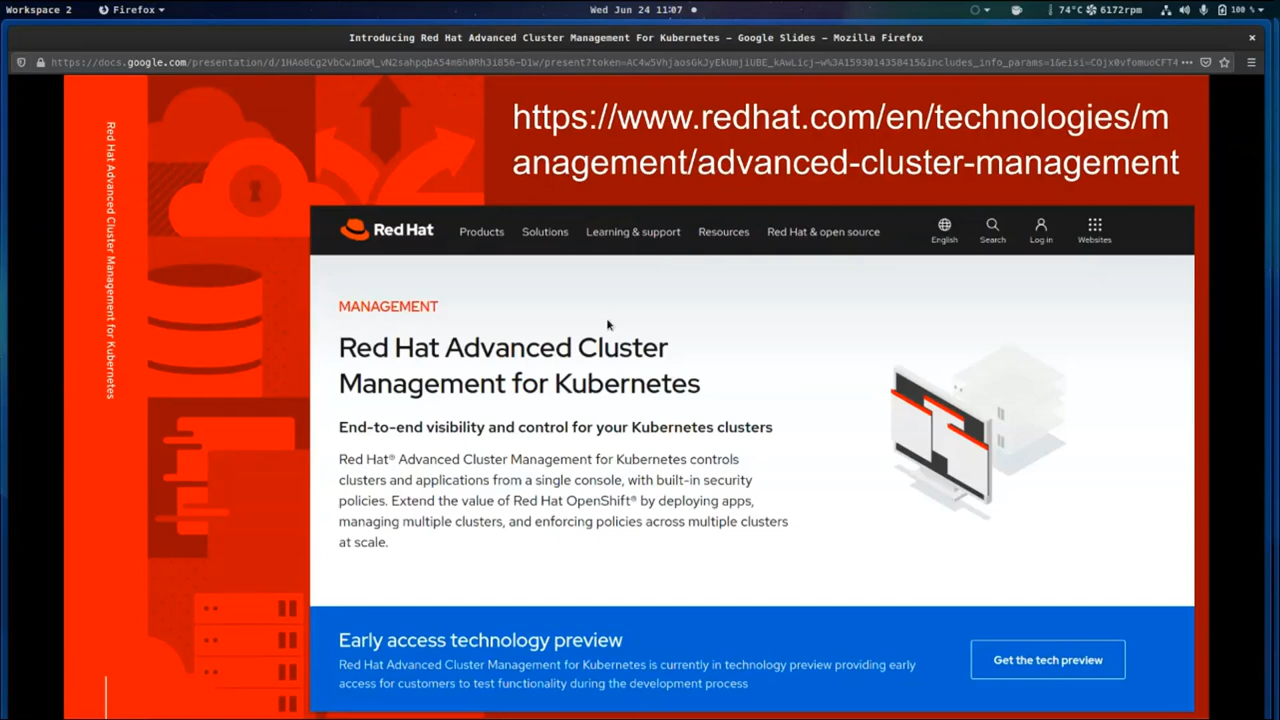 Workspace 2
Firefox
Wed Jun 24 11:07
74°C 6172rpm
100 %
Introducing Red Hat Advanced Cluster Management For Kubernetes – Google Slides – Mozilla Firefox
Red Hat Advanced Cluster Management for Kubernetes
https://www.redhat.com/en/technologies/m
anagement/advanced-cluster-management
Red Hat
Products
Solutions
Learning & support
Resources
Red Hat & open source
English
Search
Log in
Websites
MANAGEMENT
Red Hat Advanced Cluster
Management for Kubernetes
End-to-end visibility and control for your Kubernetes clusters
Red Hat® Advanced Cluster Management for Kubernetes controls
clusters and applications from a single console, with built-in security
policies. Extend the value of Red Hat OpenShift® by deploying apps,
managing multiple clusters, and enforcing policies across multiple clusters
at scale.
Early access technology preview
Red Hat Advanced Cluster Management for Kubernetes is currently in technology preview providing early
access for customers to test functionality during the development process
Get the tech preview